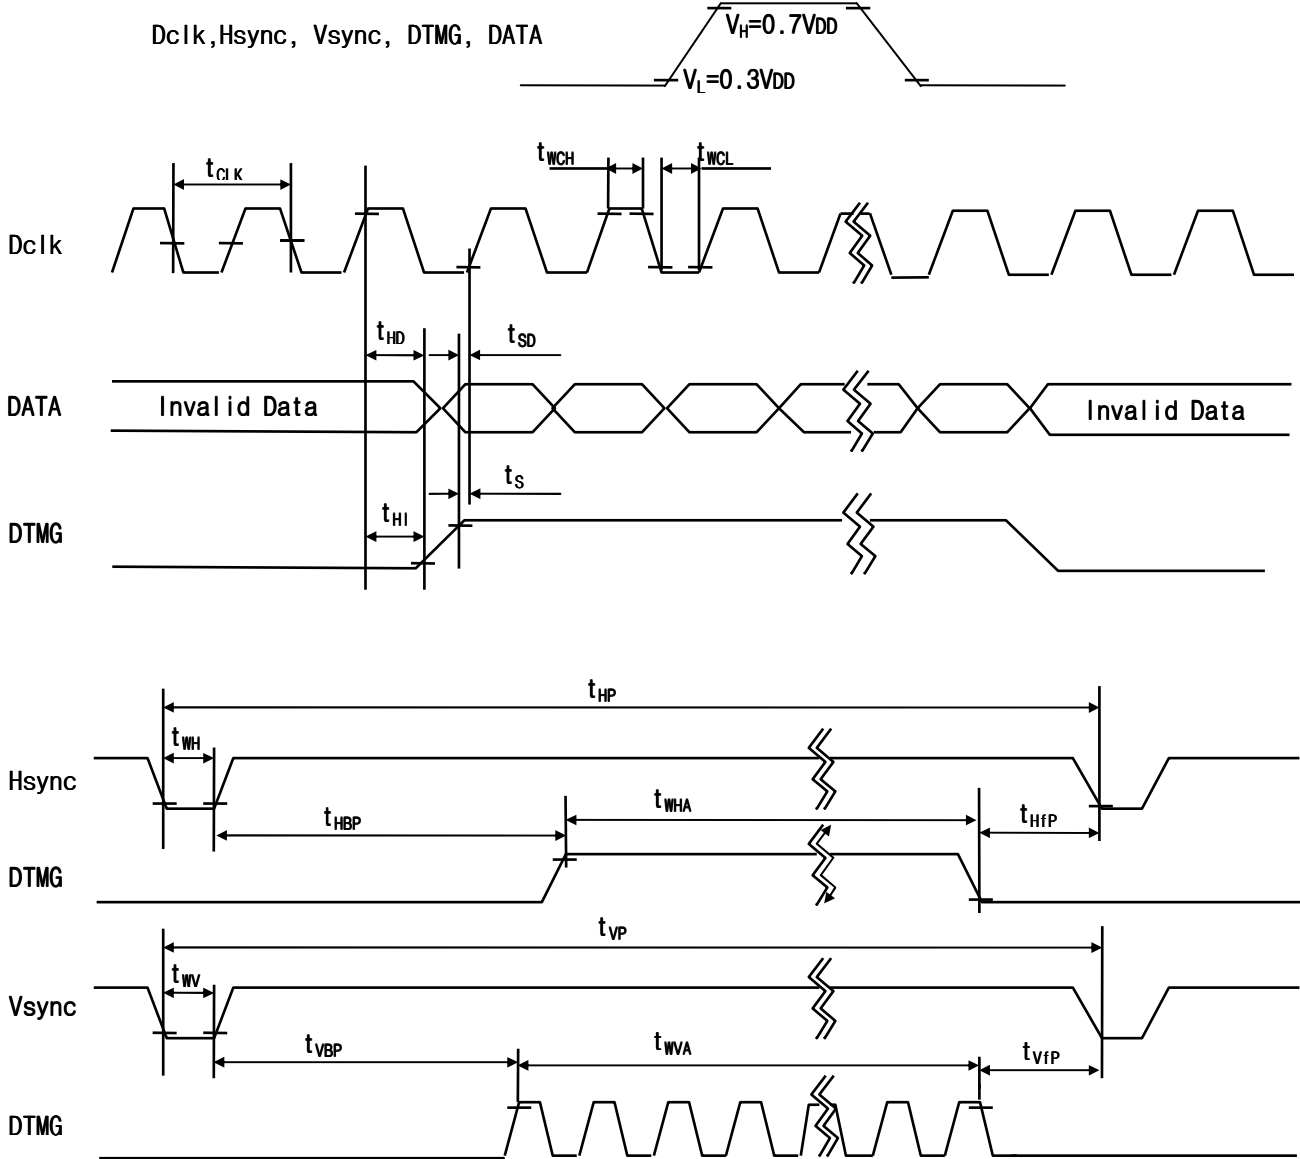 Dclk,Hsync, Vsync, DTMG, DATA
VH=0.7VDD
VL=0.3VDD
tCLK
tWCH
tWCL
Dclk
tHD
tSD
DATA
Invalid Data
Invalid Data
tS
tHI
DTMG
tHP
tWH
Hsync
tHBP
tWHA
tHfP
DTMG
tVP
tWV
Vsync
tVBP
tWVA
tVfP
DTMG